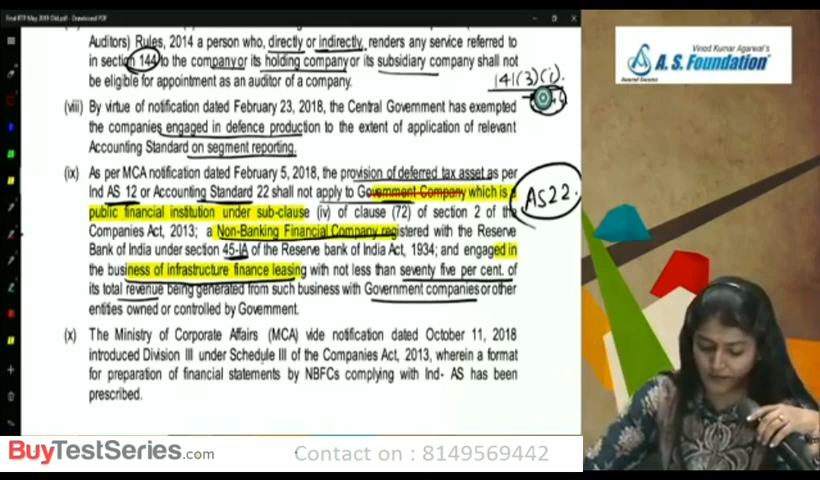 Final RTP May 2019 Old.pdf - Drawboard PDF
Auditors) Rules, 2014 a person who, directly or indirectly, renders any service referred to
in section 144 to the company or its holding company or its subsidiary company shall not
be eligible for appointment as an auditor of a company.
141(3)(i).
(viii) By virtue of notification dated February 23, 2018, the Central Government has exempted
the companies engaged in defence production to the extent of application of relevant
Accounting Standard on segment reporting.
(ix) As per MCA notification dated February 5, 2018, the provision of deferred tax asset as per
Ind AS 12 or Accounting Standard 22 shall not apply to Government Company which is a
public financial institution under sub-clause (iv) of clause (72) of section 2 of the
AS22.
Companies Act, 2013; a Non-Banking Financial Company registered with the Reserve
Bank of India under section 45-IA of the Reserve bank of India Act, 1934; and engaged in
the business of infrastructure finance leasing with not less than seventy five per cent. of
its total revenue being generated from such business with Government companies or other
entities owned or controlled by Government.
(x) The Ministry of Corporate Affairs (MCA) vide notification dated October 11, 2018
introduced Division III under Schedule III of the Companies Act, 2013, wherein a format
for preparation of financial statements by NBFCs complying with Ind- AS has been
prescribed.
Vinod Kumar Agarwal's
A. S. Foundation
Assured Success
BuyTestSeries.com
Contact on : 8149569442